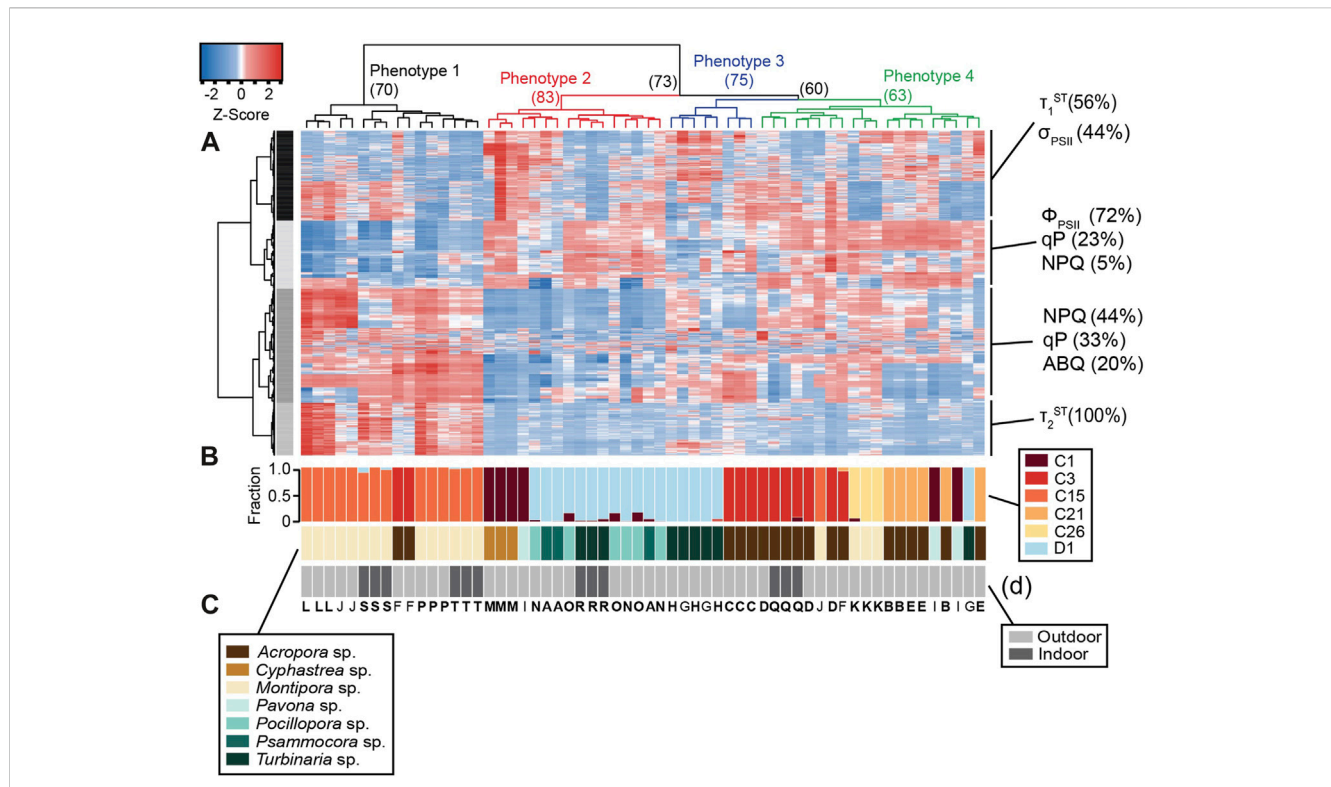 -2 0 2
Z-Score
Phenotype 1
(70)
Phenotype 2
(83)
(73)
Phenotype 3
(75)
(60)
Phenotype 4
(63)
A
τ₁ˢᵀ(56%)
σPSII (44%)
ΦPSII (72%)
qP (23%)
NPQ (5%)
NPQ (44%)
qP (33%)
ABQ (20%)
τ₂ˢᵀ(100%)
B
Fraction
1.0
0.5
0
C1
C3
C15
C21
C26
D1
C
L L L J J S S S F F P P P T T T M M M I N A A O R R R O N O A N H G H G H C C C D Q Q Q D J D F K K K B B E E I B I G E
(d)
Outdoor
Indoor
Acropora sp.
Cyphastrea sp.
Montipora sp.
Pavona sp.
Pocillopora sp.
Psammocora sp.
Turbinaria sp.